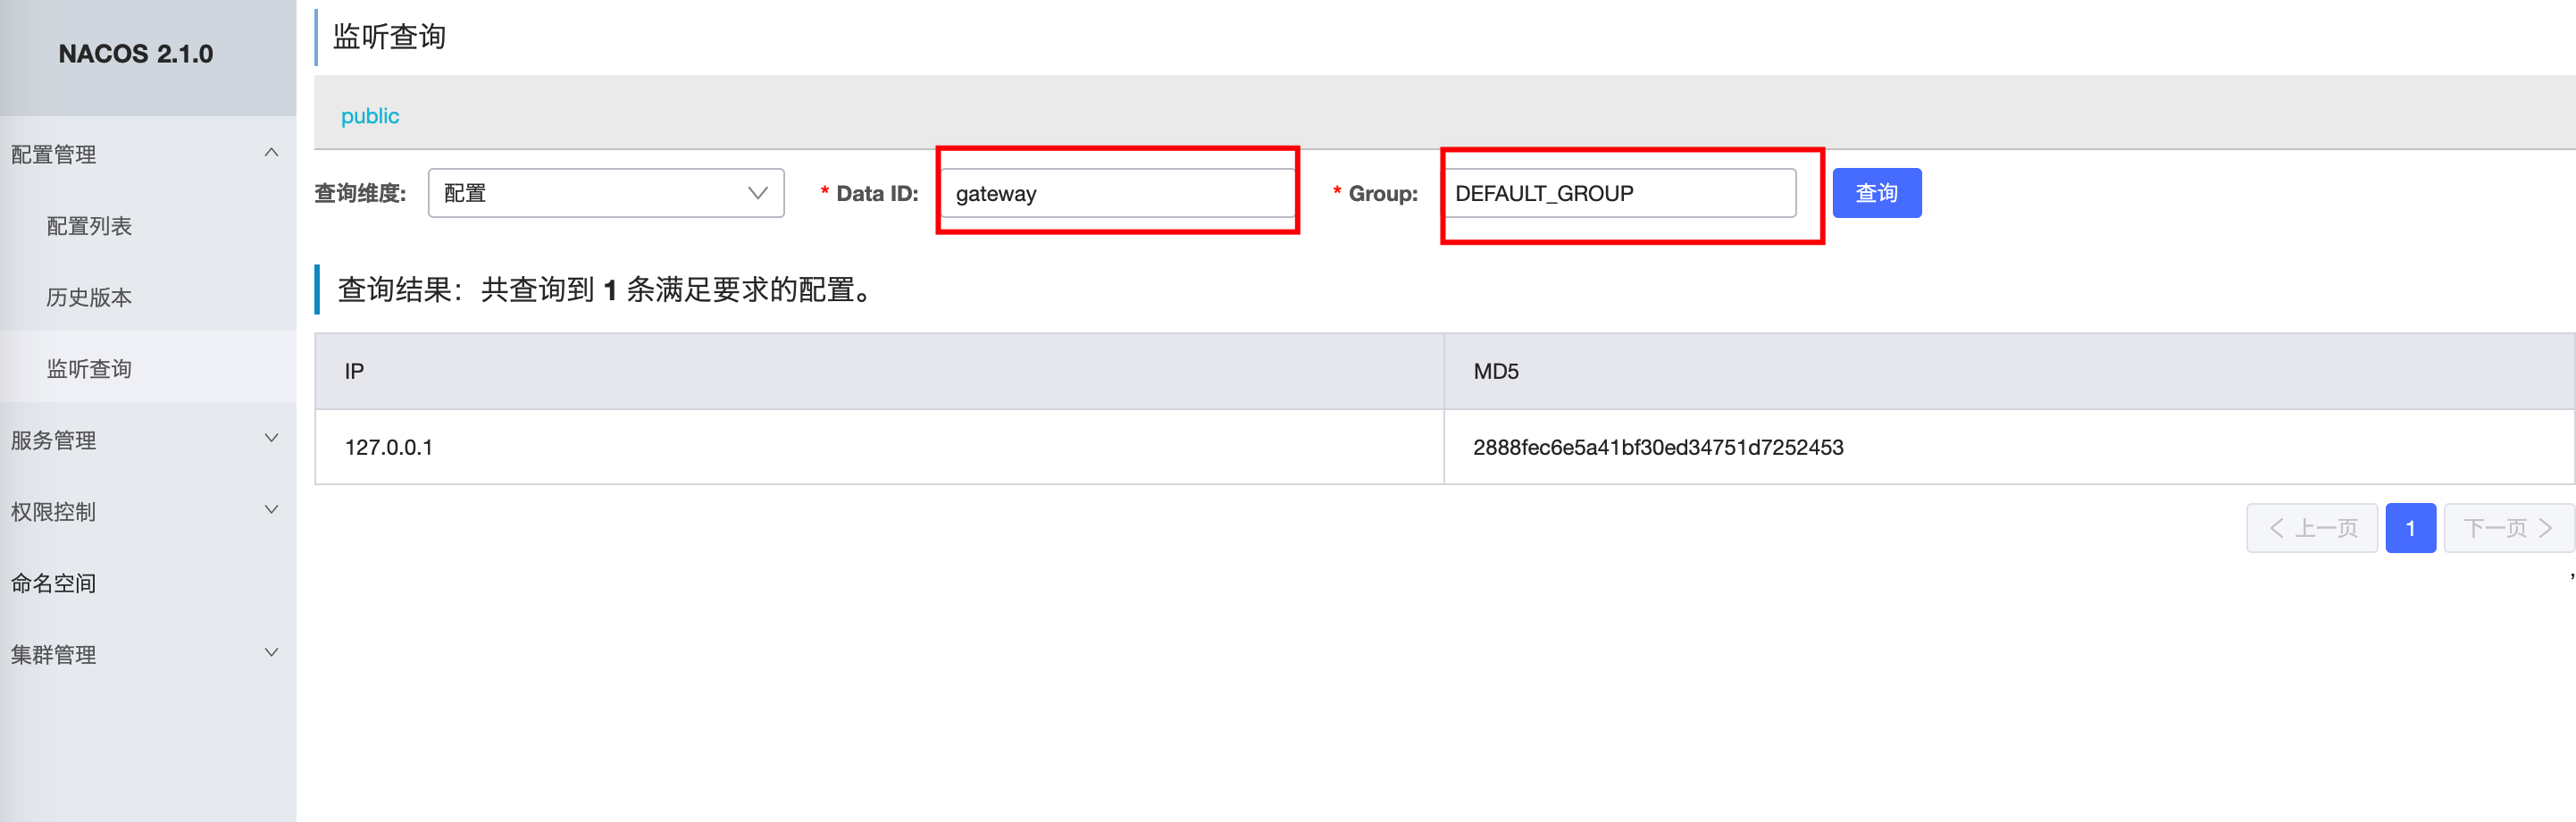 NACOS 2.1.0
配置管理
配置列表
历史版本
监听查询
服务管理
权限控制
命名空间
集群管理
监听查询
public
查询维度: 配置 * Data ID: gateway * Group: DEFAULT_GROUP 查询
查询结果：共查询到 1 条满足要求的配置。
IP MD5
127.0.0.1 2888fec6e5a41bf30ed34751d7252453
上一页 1 下一页
,